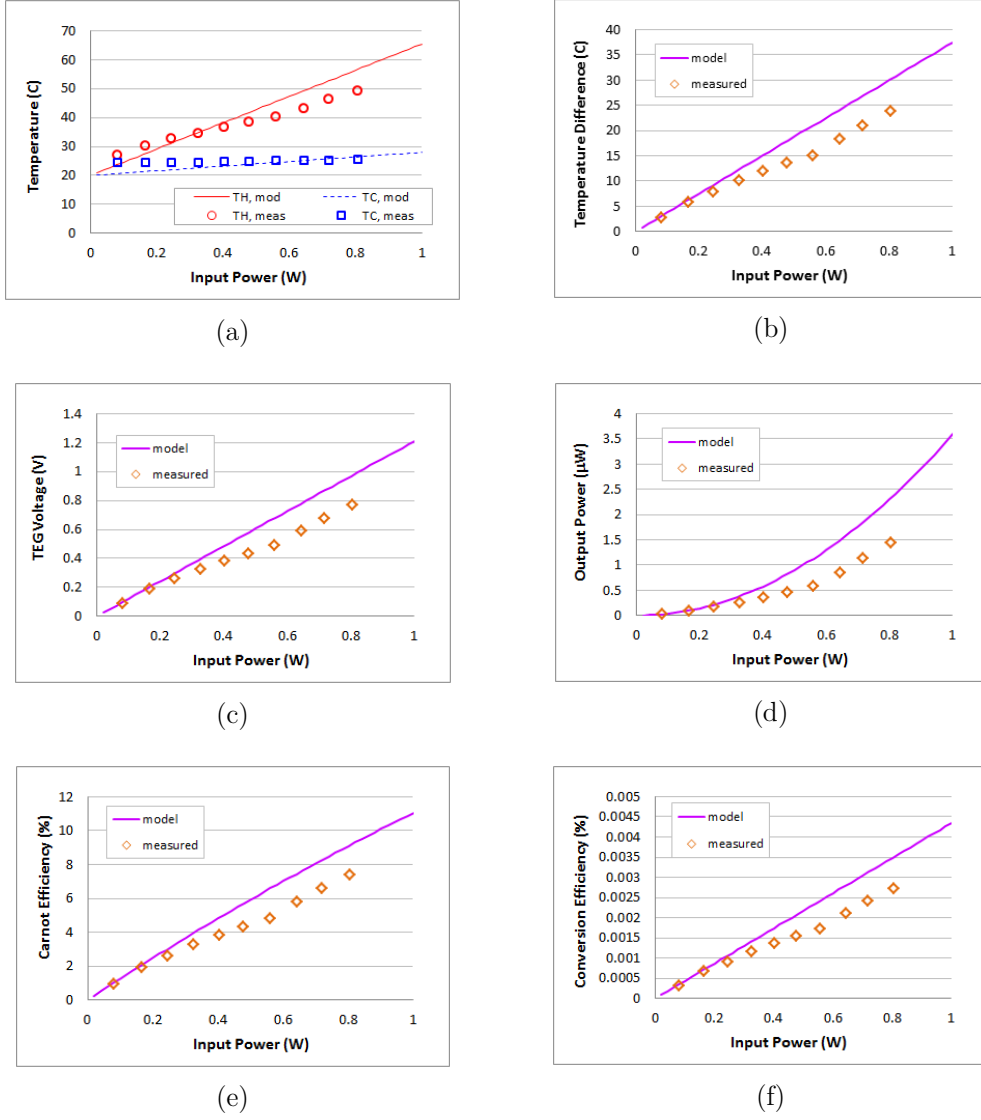 70
60
50
40
30
20
10
0
Temperature (C)
TH, mod
TC, mod
TH, meas
TC, meas
0 0.2 0.4 0.6 0.8 1
Input Power (W)
(a)
40
35
30
25
20
15
10
5
0
Temperature Difference (C)
model
measured
0 0.2 0.4 0.6 0.8 1
Input Power (W)
(b)
1.4
1.2
1
0.8
0.6
0.4
0.2
0
TEG Voltage (V)
model
measured
0 0.2 0.4 0.6 0.8 1
Input Power (W)
(c)
4
3.5
3
2.5
2
1.5
1
0.5
0
Output Power (µW)
model
measured
0 0.2 0.4 0.6 0.8 1
Input Power (W)
(d)
12
10
8
6
4
2
0
Carnot Efficiency (%)
model
measured
0 0.2 0.4 0.6 0.8 1
Input Power (W)
(e)
0.005
0.0045
0.004
0.0035
0.003
0.0025
0.002
0.0015
0.001
0.0005
0
Conversion Efficiency (%)
model
measured
0 0.2 0.4 0.6 0.8 1
Input Power (W)
(f)